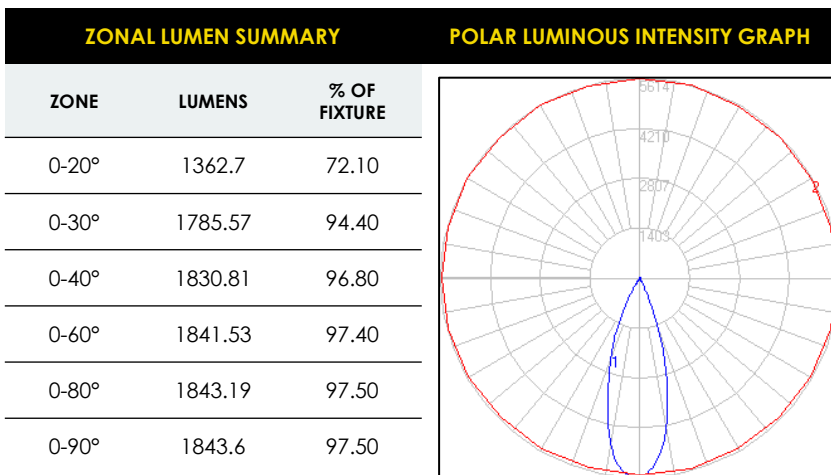 ZONAL LUMEN SUMMARY
ZONE LUMENS % OF FIXTURE
0-20° 1362.7 72.10
0-30° 1785.57 94.40
0-40° 1830.81 96.80
0-60° 1841.53 97.40
0-80° 1843.19 97.50
0-90° 1843.6 97.50
POLAR LUMINOUS INTENSITY GRAPH
5614
4210
2807
2
1403
1